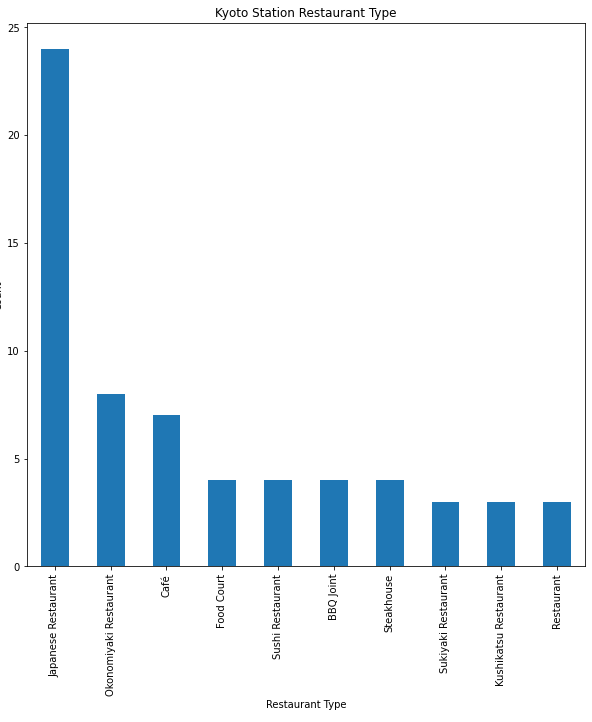 Kyoto Station Restaurant Type
25
20
15
10
5
0
Japanese Restaurant
Okonomiyaki Restaurant
Café
Food Court
Sushi Restaurant
BBQ Joint
Steakhouse
Sukiyaki Restaurant
Kushikatsu Restaurant
Restaurant
Restaurant Type